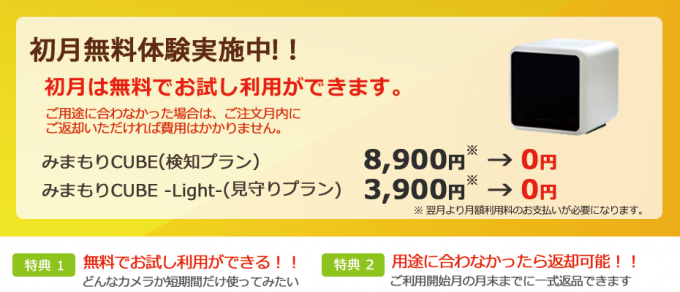 初月無料体験実施中!！
初月は無料でお試し利用ができます。
ご用途に合わなかった場合は、ご注文月内に
ご返却いただければ費用はかかりません。
みまもりCUBE(検知プラン) 8,900円※ → 0円
みまもりCUBE -Light-(見守りプラン) 3,900円※ → 0円
※ 翌月より月額利用料のお支払いが必要になります。
特典 1 無料でお試し利用ができる！！
どんなカメラか短期間だけ使ってみたい
特典 2 用途に合わなかったら返却可能！！
ご利用開始月の月末までに一式返品できます